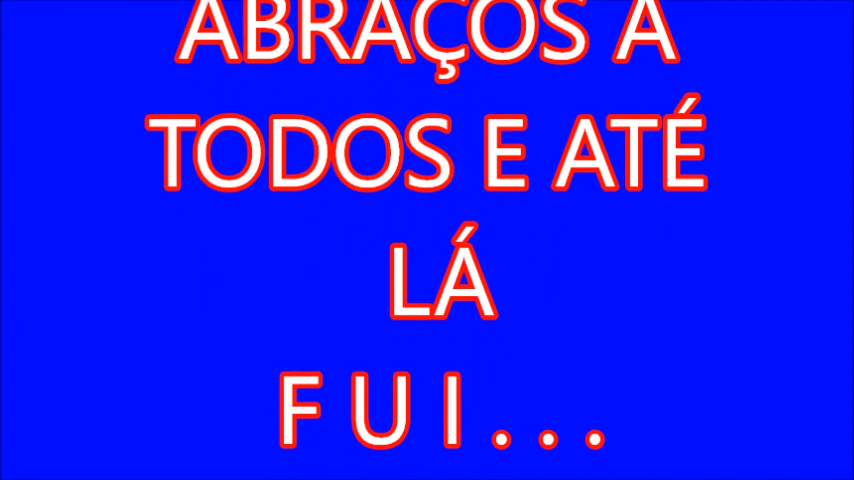 ABRAÇOS A
TODOS E ATÉ
LÁ
F U I . . .